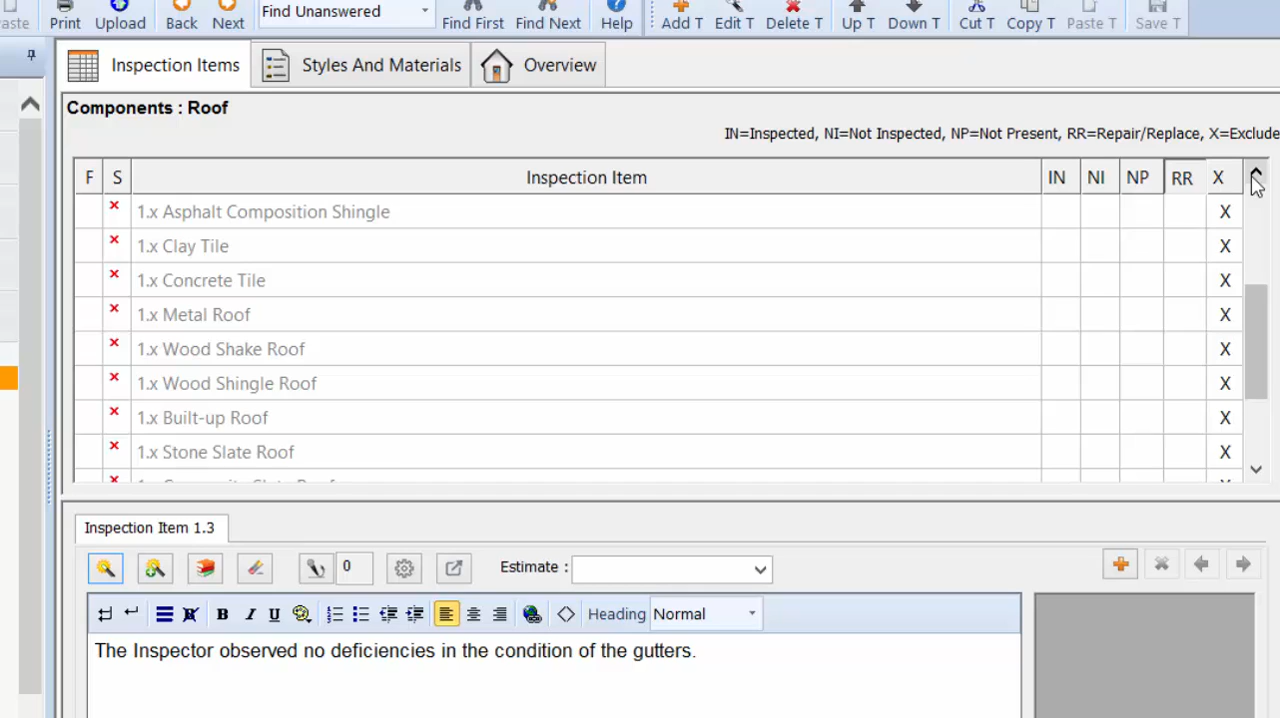 aste Print Upload Back Next Find Unanswered Find First Find Next Help Add T Edit T Delete T Up T Down T Cut T Copy T Paste T Save T
Inspection Items Styles And Materials Overview
Components : Roof
IN=Inspected, NI=Not Inspected, NP=Not Present, RR=Repair/Replace, X=Exclude
F S Inspection Item IN NI NP RR X
1.x Asphalt Composition Shingle X
1.x Clay Tile X
1.x Concrete Tile X
1.x Metal Roof X
1.x Wood Shake Roof X
1.x Wood Shingle Roof X
1.x Built-up Roof X
1.x Stone Slate Roof X
Inspection Item 1.3
0 Estimate :
B I U Heading Normal
The Inspector observed no deficiencies in the condition of the gutters.